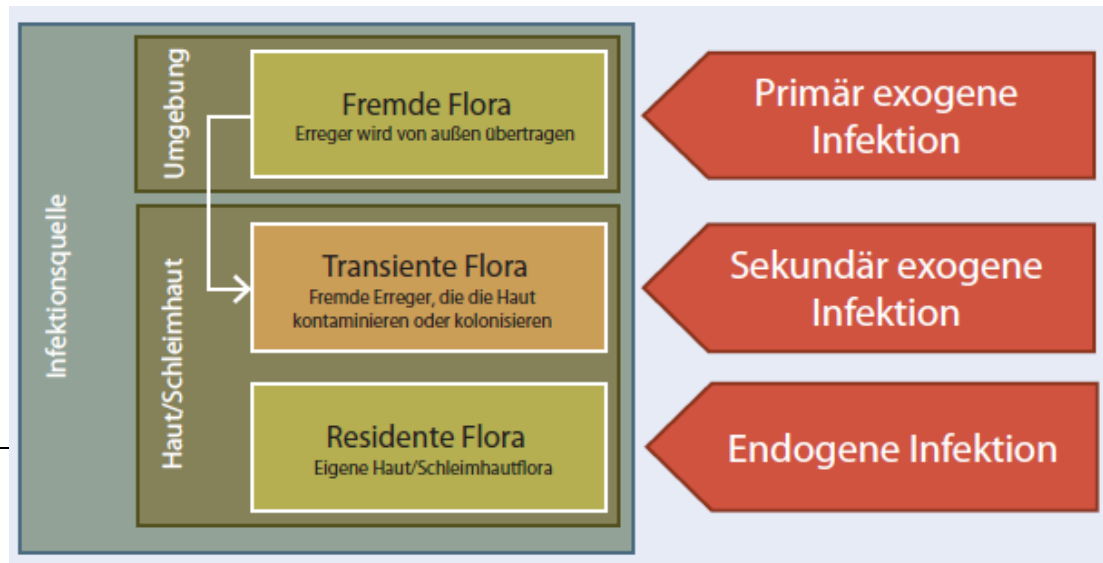 Infektionsquelle
Umgebung
Fremde Flora
Erreger wird von außen übertragen
Primär exogene
Infektion
Haut/Schleimhaut
Transiente Flora
Fremde Erreger, die die Haut
kontaminieren oder kolonisieren
Sekundär exogene
Infektion
Residente Flora
Eigene Haut/Schleimhautflora
Endogene Infektion